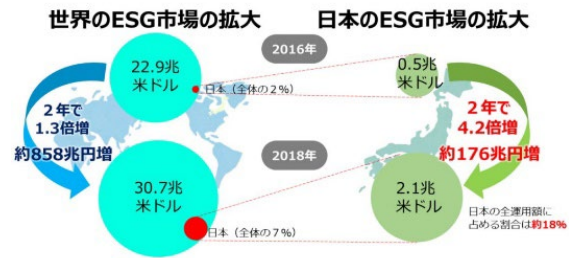 世界のESG市場の拡大
日本のESG市場の拡大
2016年
22.9兆
米ドル
日本（全体の２％）
0.5兆
米ドル
２年で
1.3倍増
約858兆円増
２年で
4.2倍増
約176兆円増
2018年
30.7兆
米ドル
日本（全体の７％）
2.1兆
米ドル
日本の全運用額に
占める割合は約18%